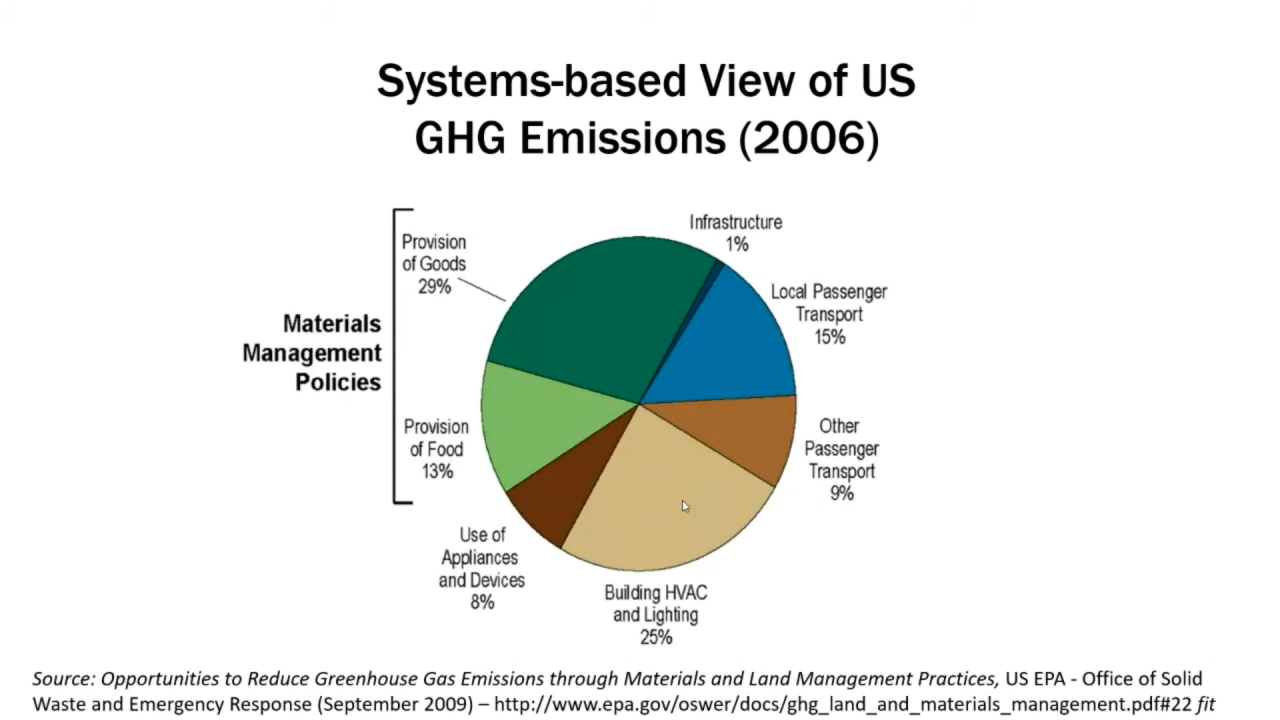 Systems-based View of US
GHG Emissions (2006)
Infrastructure
1%
Provision
of Goods
29%
Local Passenger
Transport
15%
Materials
Management
Policies
Provision
of Food
13%
Other
Passenger
Transport
9%
Use of
Appliances
and Devices
8%
Building HVAC
and Lighting
25%
Source: Opportunities to Reduce Greenhouse Gas Emissions through Materials and Land Management Practices, US EPA - Office of Solid
Waste and Emergency Response (September 2009) – http://www.epa.gov/oswer/docs/ghg_land_and_materials_management.pdf#22 fit